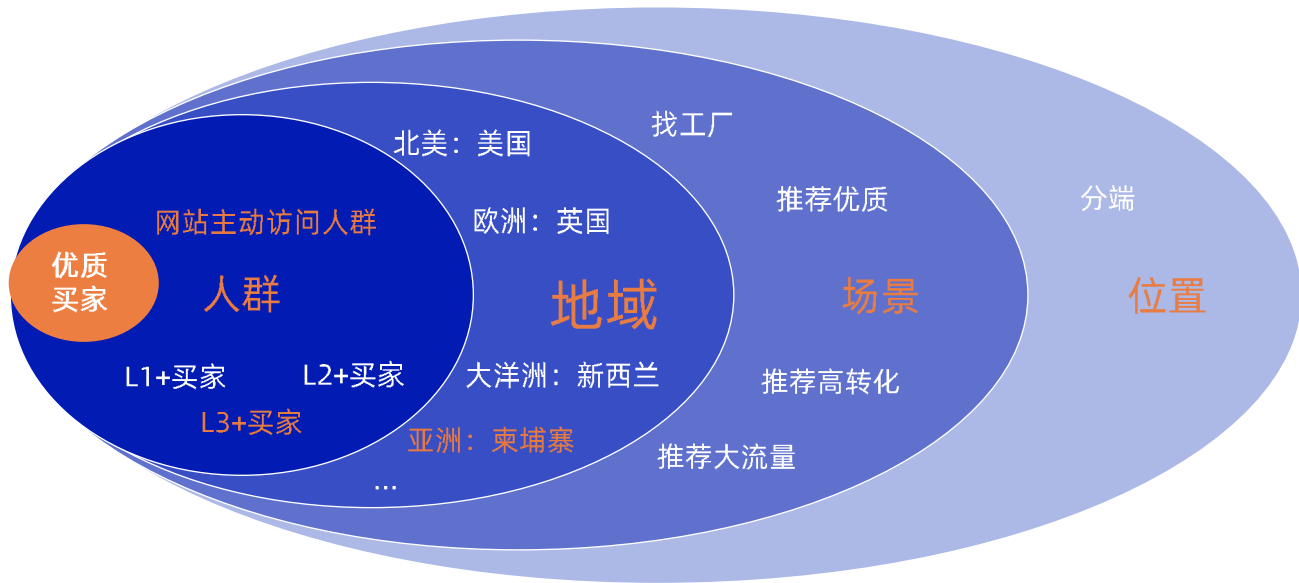 优质
买家
网站主动访问人群
人群
L1+买家
L2+买家
L3+买家
北美：美国
欧洲：英国
地域
大洋洲：新西兰
亚洲：柬埔寨
...
找工厂
推荐优质
场景
推荐高转化
推荐大流量
分端
位置